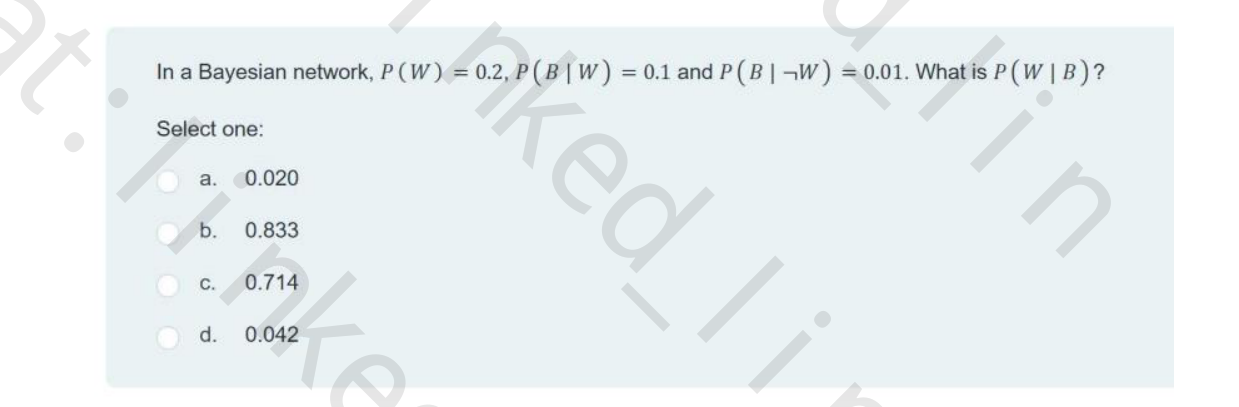 In a Bayesian network, P(W) = 0.2, P(B | W) = 0.1 and P(B | ¬W) = 0.01. What is P(W | B)?
Select one:
a. 0.020
b. 0.833
c. 0.714
d. 0.042